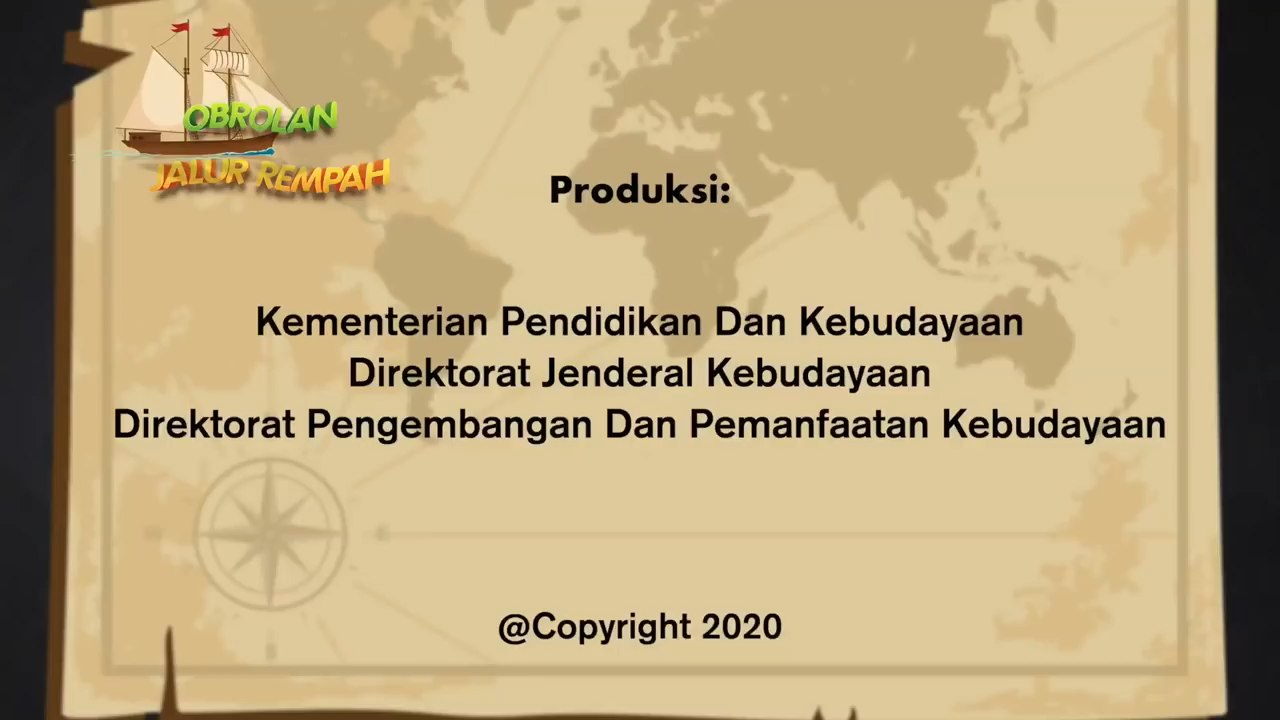 OBROLAN
JALUR REMPAH
Produksi:
Kementerian Pendidikan Dan Kebudayaan
Direktorat Jenderal Kebudayaan
Direktorat Pengembangan Dan Pemanfaatan Kebudayaan
@Copyright 2020